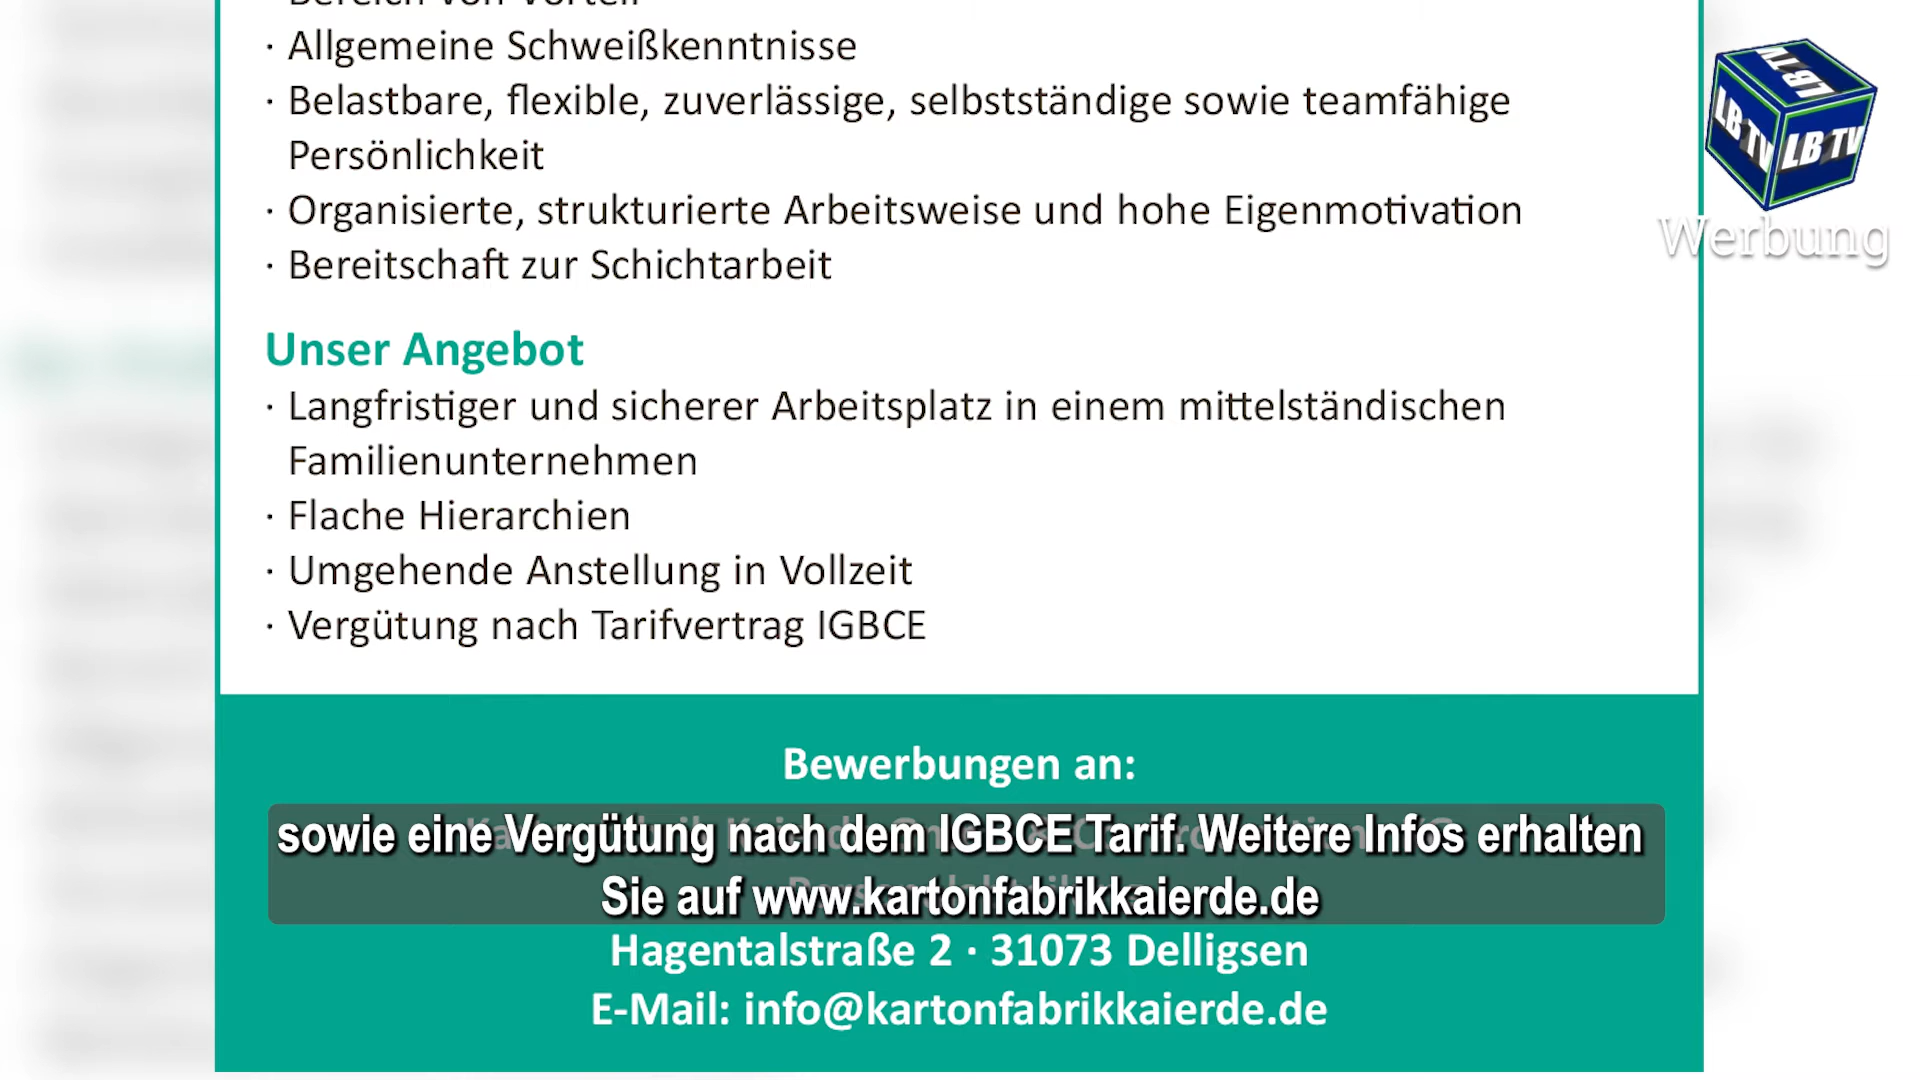 Bereich von Vorteil
· Allgemeine Schweißkenntnisse
· Belastbare, flexible, zuverlässige, selbstständige sowie teamfähige
Persönlichkeit
· Organisierte, strukturierte Arbeitsweise und hohe Eigenmotivation
· Bereitschaft zur Schichtarbeit
LB TV
LB TV
LB TV
Werbung
Unser Angebot
· Langfristiger und sicherer Arbeitsplatz in einem mittelständischen
Familienunternehmen
· Flache Hierarchien
· Umgehende Anstellung in Vollzeit
· Vergütung nach Tarifvertrag IGBCE
Bewerbungen an:
sowie eine Vergütung nach dem IGBCE Tarif. Weitere Infos erhalten
Sie auf www.kartonfabrikkaierde.de
Hagentalstraße 2 · 31073 Delligsen
E-Mail: info@kartonfabrikkaierde.de